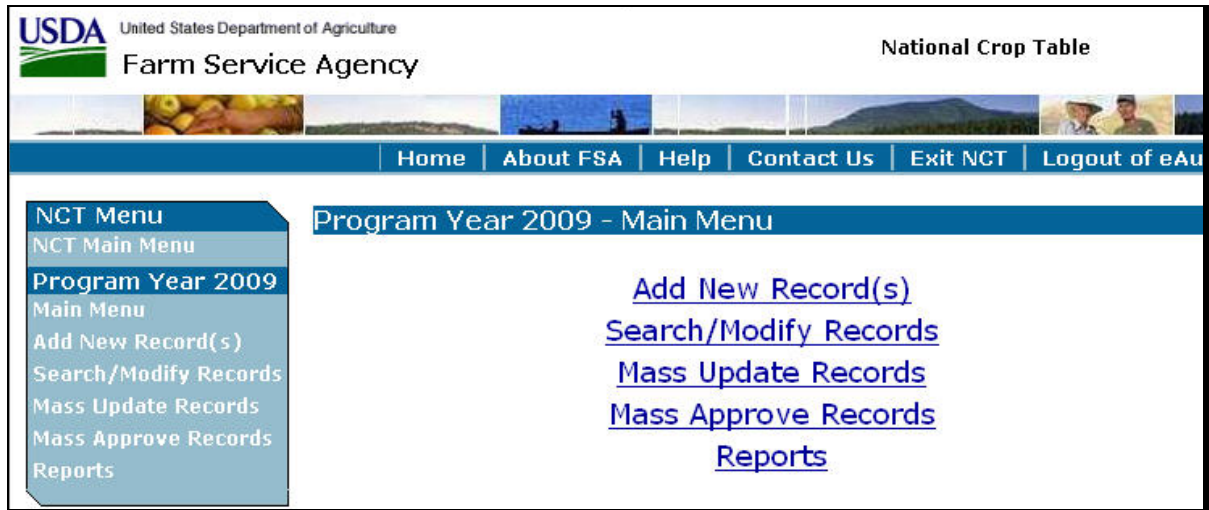 USDA United States Department of Agriculture
Farm Service Agency
National Crop Table
Home | About FSA | Help | Contact Us | Exit NCT | Logout of eAu
NCT Menu
NCT Main Menu
Program Year 2009
Main Menu
Add New Record(s)
Search/Modify Records
Mass Update Records
Mass Approve Records
Reports
Program Year 2009 - Main Menu
Add New Record(s)
Search/Modify Records
Mass Update Records
Mass Approve Records
Reports